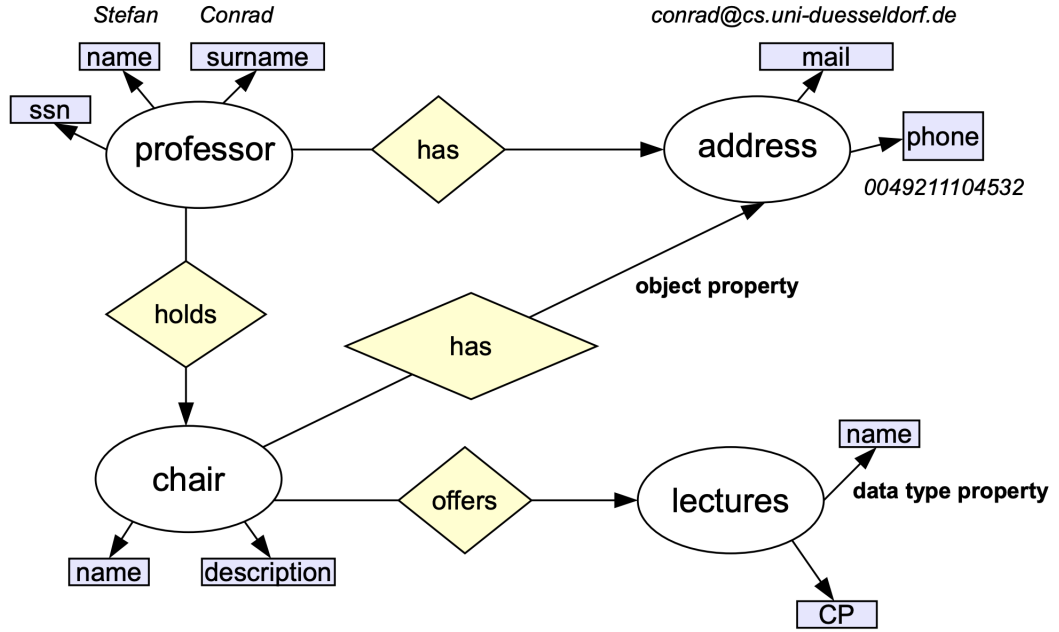 Stefan
Conrad
conrad@cs.uni-duesseldorf.de
name
surname
mail
ssn
professor
has
address
phone
0049211104532
object property
holds
has
name
chair
offers
lectures
data type property
name
description
CP